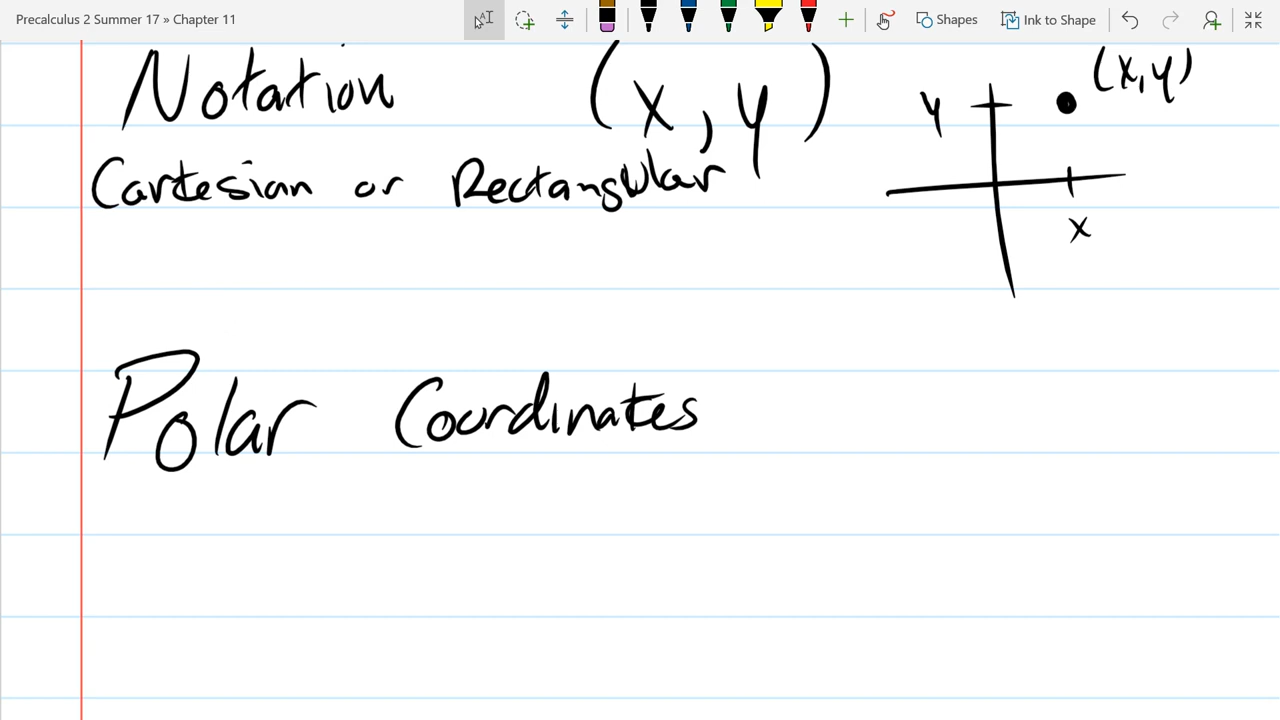 Precalculus 2 Summer 17 » Chapter 11
Shapes
Ink to Shape
Notation (x, y)
(x, y)
y
Cartesian or Rectangular
x
Polar Coordinates